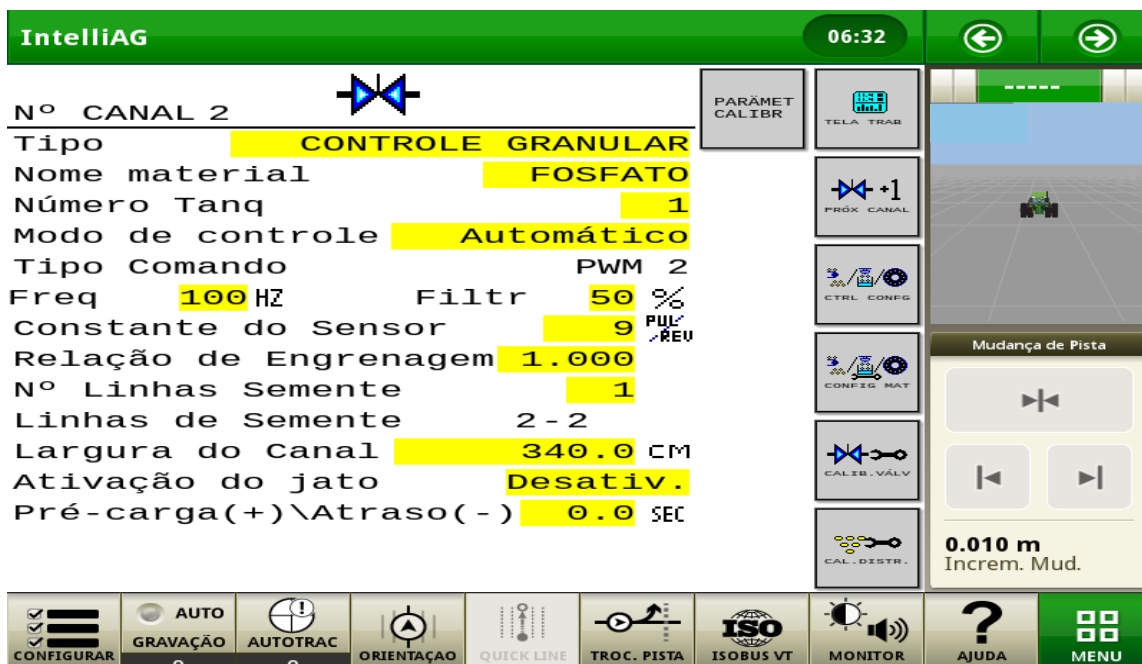 IntelliAG
06:32
Nº CANAL 2
Tipo CONTROLE GRANULAR
Nome material FOSFATO
Número Tanq 1
Modo de controle Automático
Tipo Comando PWM 2
Freq 100 HZ Filtr 50 %
Constante do Sensor 9 PUL/REV
Relação de Engrenagem 1.000
Nº Linhas Semente 1
Linhas de Semente 2-2
Largura do Canal 340.0 CM
Ativação do jato Desativ.
Pré-carga(+)\Atraso(-) 0.0 SEC
PARÄMET
CALIBR
TELA TRAB
+1
PRÓX CANAL
CTRL CONFG
CONFIG MAT
CALIB.VÁLV
CAL.DISTR.
-----
Mudança de Pista
0.010 m
Increm. Mud.
CONFIGURAR
AUTO
GRAVAÇÃO
AUTOTRAC
ORIENTAÇAO
QUICK LINE
TROC. PISTA
ISO
ISOBUS VT
MONITOR
?
AJUDA
MENU